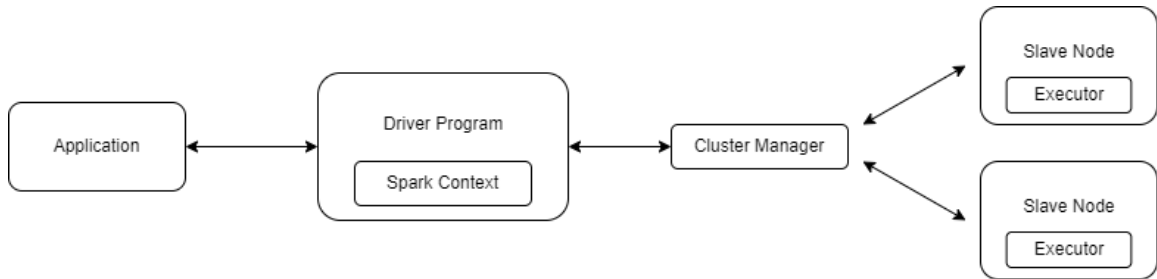 Application
Driver Program
Spark Context
Cluster Manager
Slave Node
Executor
Slave Node
Executor